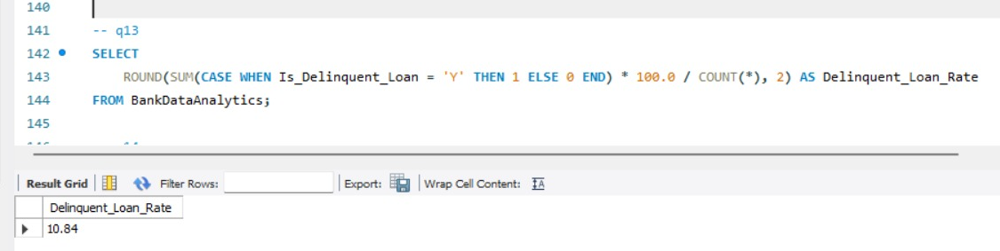 140
141 -- q13
142 SELECT
143 ROUND(SUM(CASE WHEN Is_Delinquent_Loan = 'Y' THEN 1 ELSE 0 END) * 100.0 / COUNT(*), 2) AS Delinquent_Loan_Rate
144 FROM BankDataAnalytics;
145
Result Grid Filter Rows: Export: Wrap Cell Content: IA
Delinquent_Loan_Rate
10.84